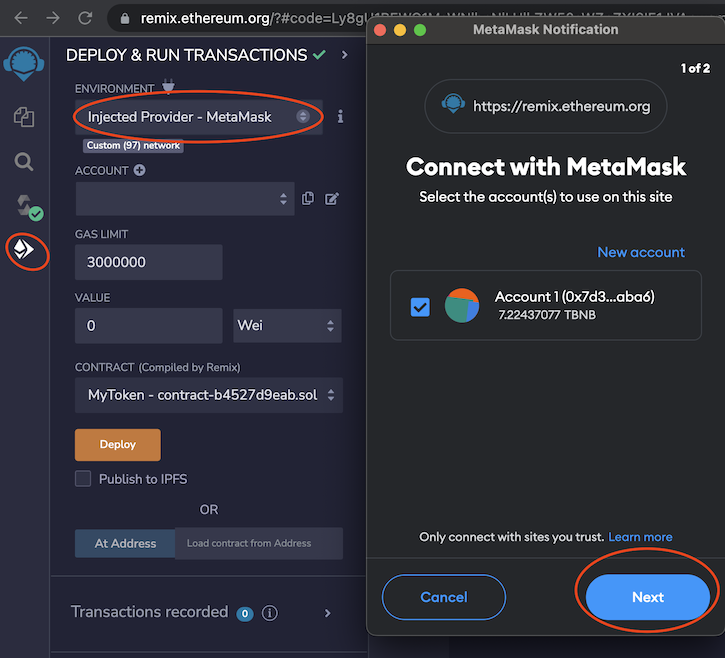 remix.ethereum.org/?#code=
DEPLOY & RUN TRANSACTIONS
ENVIRONMENT
Injected Provider - MetaMask
Custom (97) network
ACCOUNT
GAS LIMIT
3000000
VALUE
0
Wei
CONTRACT (Compiled by Remix)
MyToken - contract-b4527d9eab.sol
Deploy
Publish to IPFS
OR
At Address
Load contract from Address
Transactions recorded 0 i
MetaMask Notification
1 of 2
https://remix.ethereum.org
Connect with MetaMask
Select the account(s) to use on this site
New account
Account 1 (0x7d3...aba6)
7.22437077 TBNB
Only connect with sites you trust. Learn more
Cancel
Next